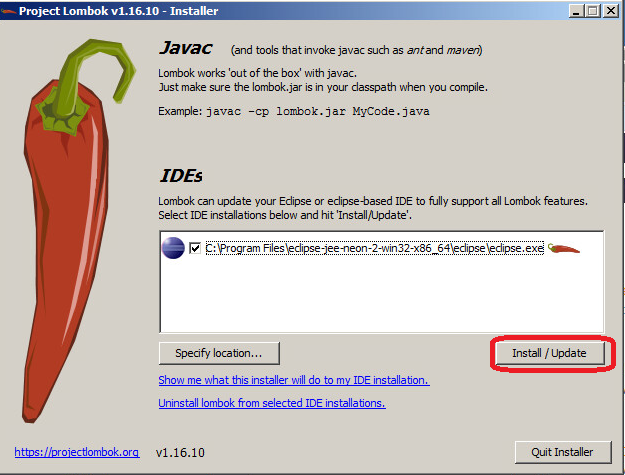 Project Lombok v1.16.10 - Installer
Javac (and tools that invoke javac such as ant and maven)
Lombok works 'out of the box' with javac.
Just make sure the lombok.jar is in your classpath when you compile.
Example: javac -cp lombok.jar MyCode.java
IDEs
Lombok can update your Eclipse or eclipse-based IDE to fully support all Lombok features.
Select IDE installations below and hit 'Install/Update'.
C:\Program Files\eclipse-jee-neon-2-win32-x86_64\eclipse\eclipse.exe
Specify location... Install / Update
Show me what this installer will do to my IDE installation.
Uninstall lombok from selected IDE installations.
https://projectlombok.org v1.16.10 Quit Installer